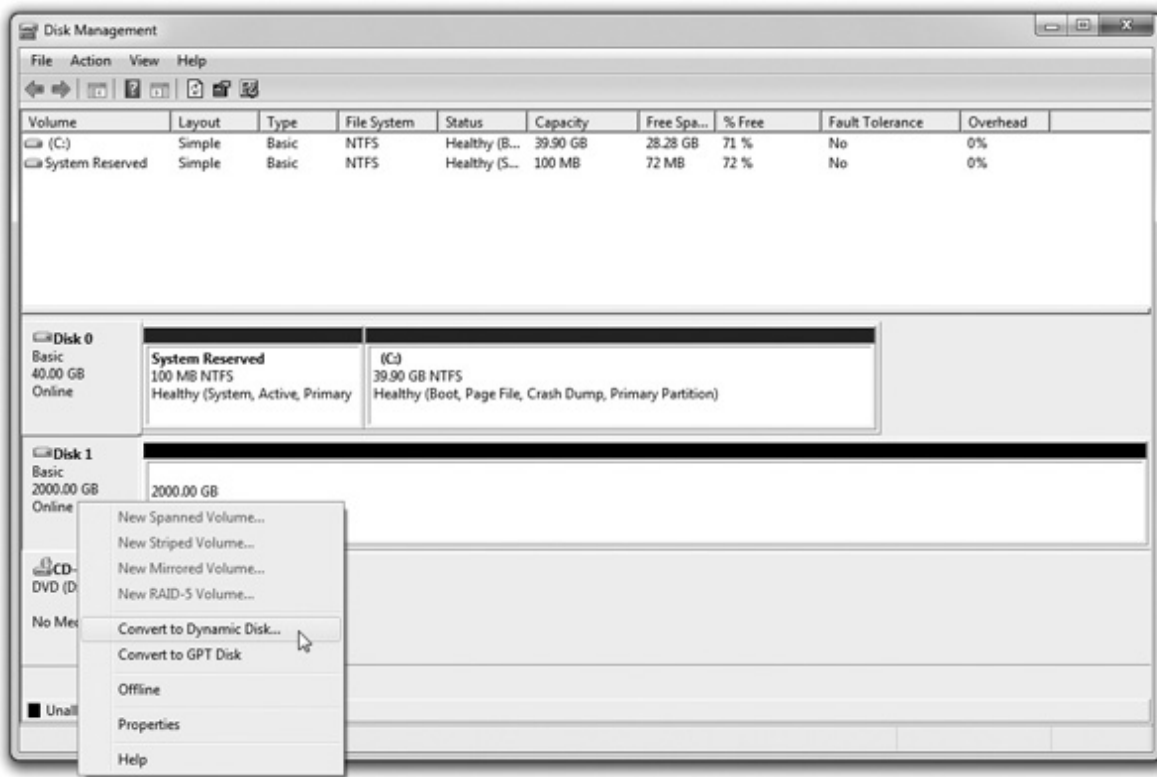 Disk Management
File Action View Help
Volume Layout Type File System Status Capacity Free Spa... % Free Fault Tolerance Overhead
(C:) Simple Basic NTFS Healthy (B... 39.90 GB 28.28 GB 71 % No 0%
System Reserved Simple Basic NTFS Healthy (S... 100 MB 72 MB 72 % No 0%
Disk 0
Basic
40.00 GB
Online
System Reserved
100 MB NTFS
Healthy (System, Active, Primary
(C:)
39.90 GB NTFS
Healthy (Boot, Page File, Crash Dump, Primary Partition)
Disk 1
Basic
2000.00 GB
Online
2000.00 GB
New Spanned Volume...
New Striped Volume...
New Mirrored Volume...
New RAID-5 Volume...
Convert to Dynamic Disk...
Convert to GPT Disk
Offline
Properties
Help
CD-
DVD (D
No Med
Unall